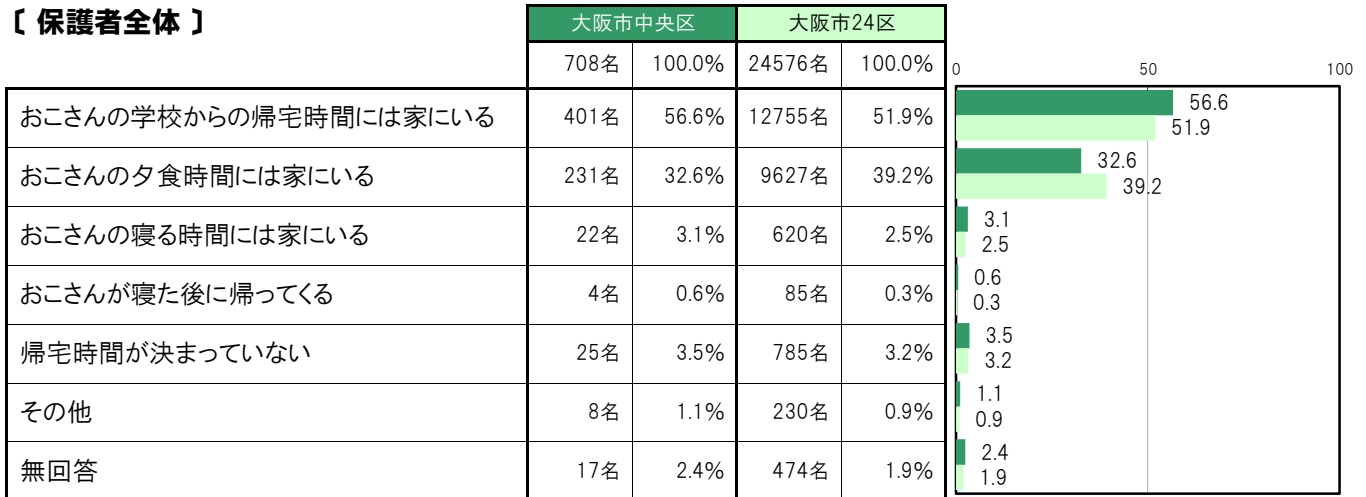 〔 保護者全体 〕
大阪市中央区 大阪市24区
708名 100.0% 24576名 100.0%
0 50 100
おこさんの学校からの帰宅時間には家にいる 401名 56.6% 12755名 51.9% 56.6
51.9
おこさんの夕食時間には家にいる 231名 32.6% 9627名 39.2% 32.6
39.2
おこさんの寝る時間には家にいる 22名 3.1% 620名 2.5% 3.1
2.5
おこさんが寝た後に帰ってくる 4名 0.6% 85名 0.3% 0.6
0.3
帰宅時間が決まっていない 25名 3.5% 785名 3.2% 3.5
3.2
その他 8名 1.1% 230名 0.9% 1.1
0.9
無回答 17名 2.4% 474名 1.9% 2.4
1.9